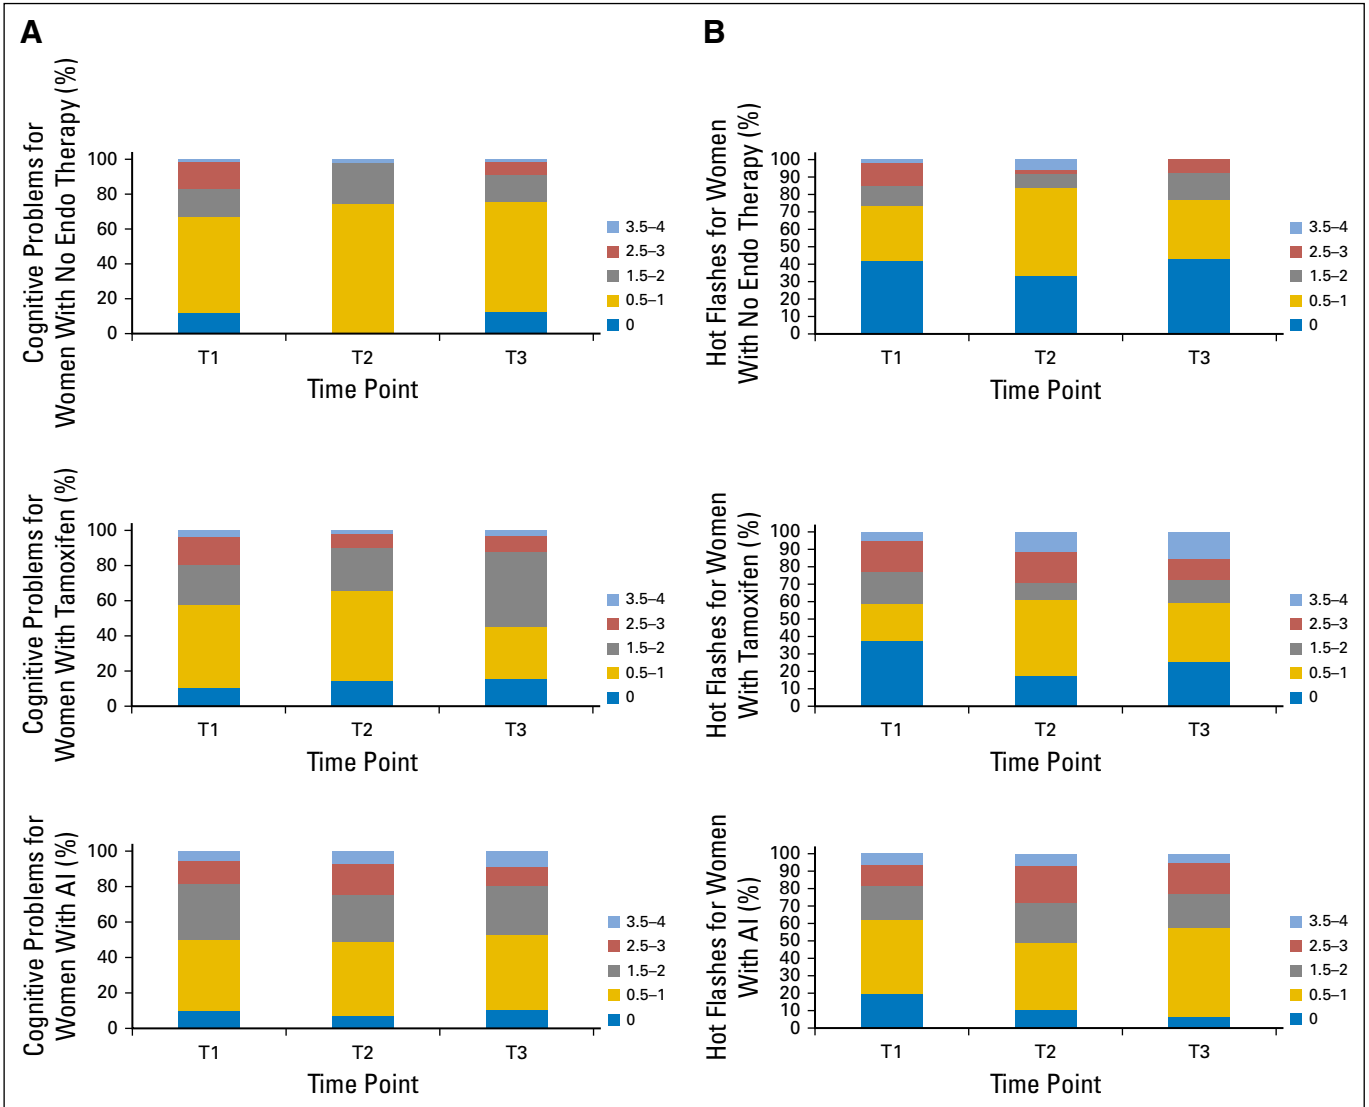 A
Cognitive Problems for
Women With No Endo Therapy (%)
100
80
60
40
20
0
T1
T2
T3
Time Point
3.5–4
2.5–3
1.5–2
0.5–1
0
B
Hot Flashes for Women
With No Endo Therapy (%)
100
90
80
70
60
50
40
30
20
10
0
T1
T2
T3
Time Point
3.5–4
2.5–3
1.5–2
0.5–1
0
Cognitive Problems for
Women With Tamoxifen (%)
100
80
60
40
20
0
T1
T2
T3
Time Point
3.5–4
2.5–3
1.5–2
0.5–1
0
Hot Flashes for Women
With Tamoxifen (%)
100
90
80
70
60
50
40
30
20
10
0
T1
T2
T3
Time Point
3.5–4
2.5–3
1.5–2
0.5–1
0
Cognitive Problems for
Women With AI (%)
100
80
60
40
20
0
T1
T2
T3
Time Point
3.5–4
2.5–3
1.5–2
0.5–1
0
Hot Flashes for Women
With AI (%)
100
90
80
70
60
50
40
30
20
10
0
T1
T2
T3
Time Point
3.5–4
2.5–3
1.5–2
0.5–1
0